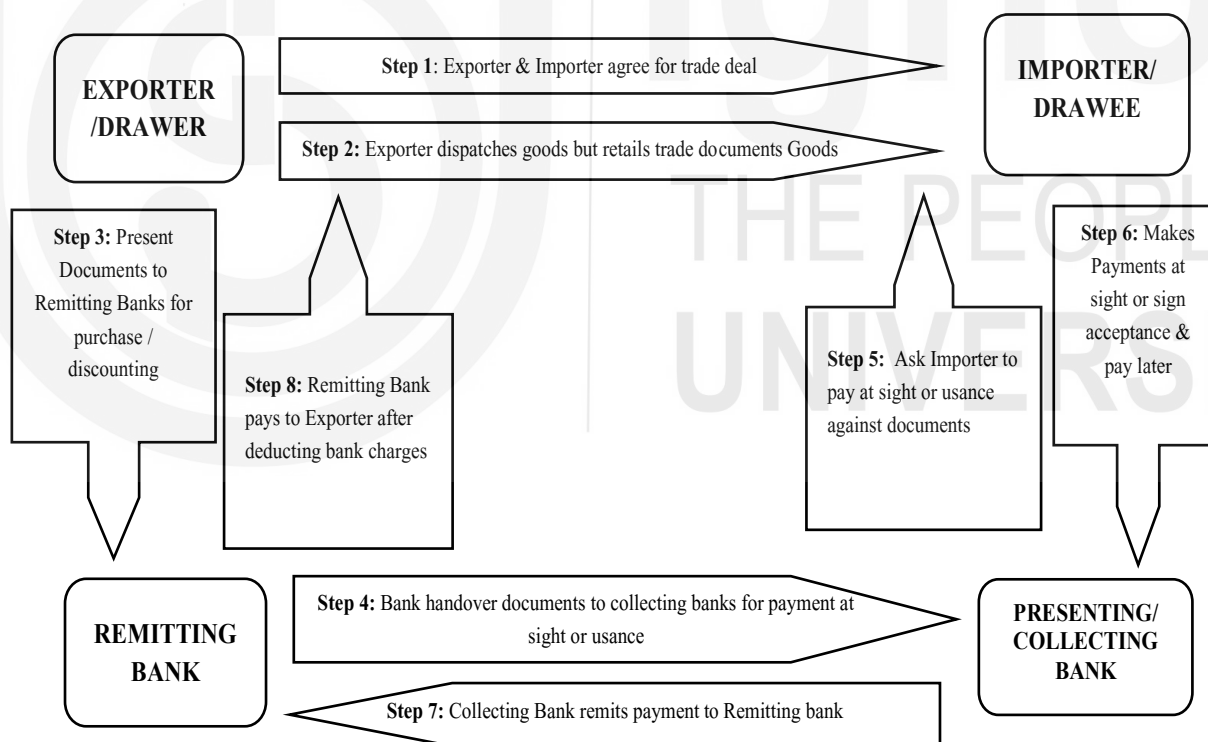 EXPORTER
/DRAWER
Step 1: Exporter & Importer agree for trade deal
IMPORTER/
DRAWEE
Step 2: Exporter dispatches goods but retails trade documents Goods
THE PEOPL
UNIVERS
Step 3: Present
Documents to
Remitting Banks for
purchase /
discounting
Step 8: Remitting Bank
pays to Exporter after
deducting bank charges
Step 5: Ask Importer to
pay at sight or usance
against documents
Step 6: Makes
Payments at
sight or sign
acceptance &
pay later
REMITTING
BANK
Step 4: Bank handover documents to collecting banks for payment at
sight or usance
PRESENTING/
COLLECTING
BANK
Step 7: Collecting Bank remits payment to Remitting bank